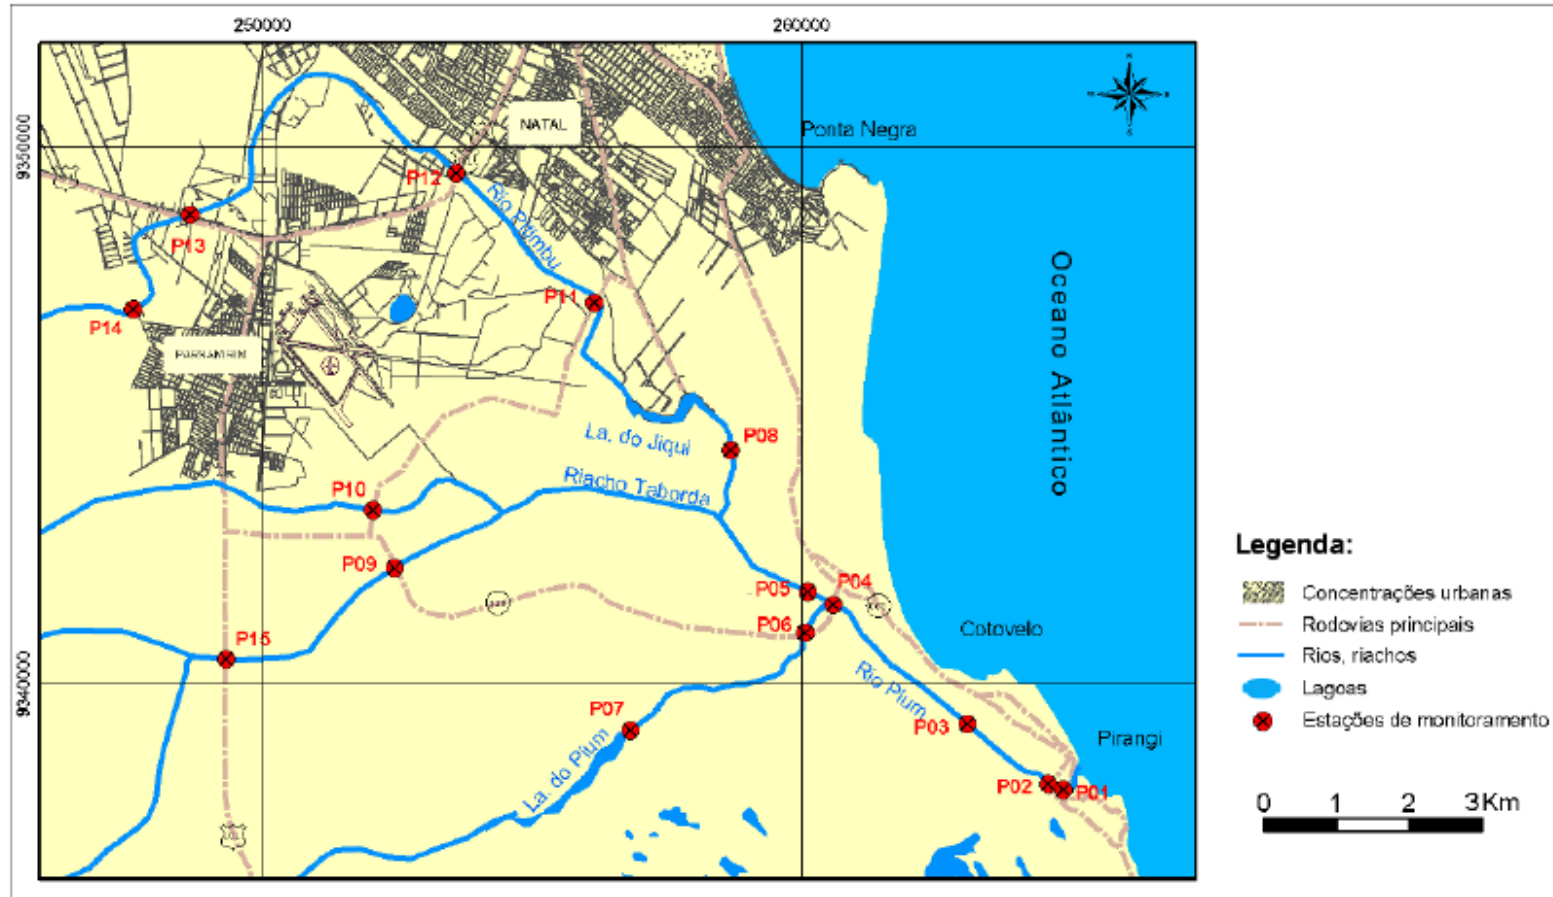 250000
260000
9350000
9340000
NATAL
Ponta Negra
P12
Rio Pitimbu
P13
P11
P14
PARNAMIRIM
Oceano Atlântico
La. do Jiqui
P08
Riacho Taborda
P10
P09
P05
P04
P06
Cotovelo
P15
Rio Pium
P07
P03
Pirangi
La. do Pium
P02
P01
Legenda:
Concentrações urbanas
Rodovias principais
Rios, riachos
Lagoas
Estações de monitoramento
0 1 2 3Km